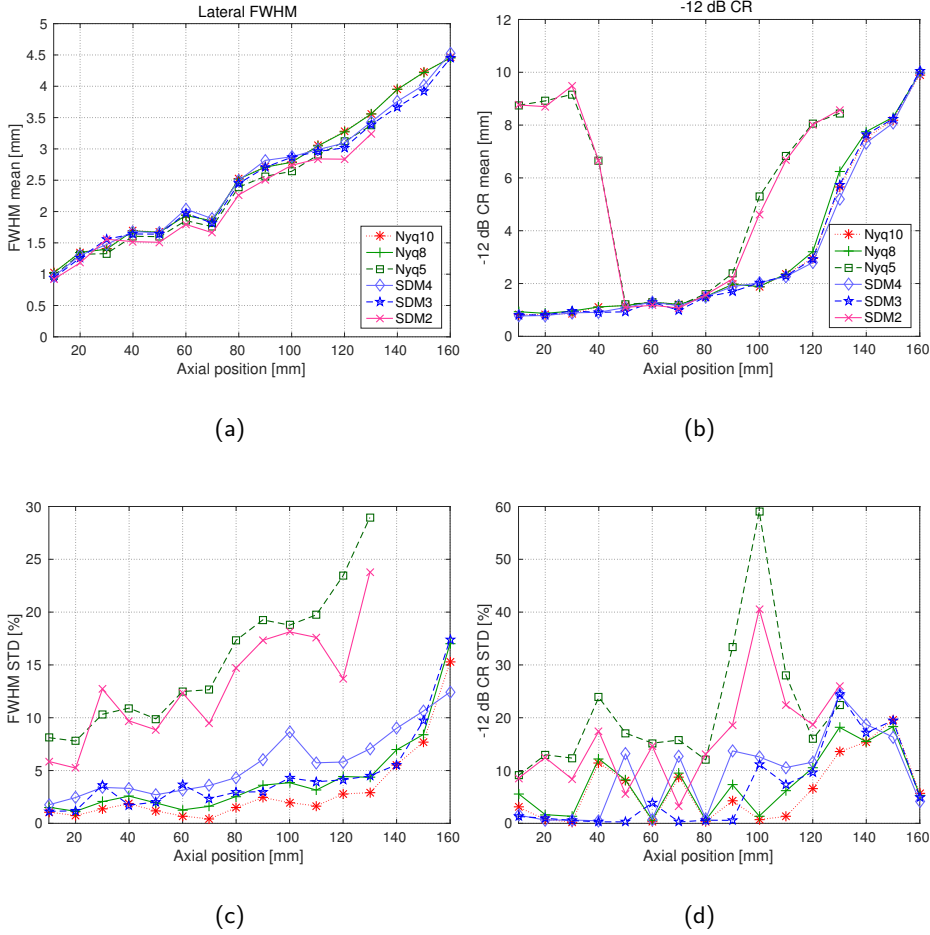 Lateral FWHM
FWHM mean [mm]
5
4.5
4
3.5
3
2.5
2
1.5
1
0.5
0
20 40 60 80 100 120 140 160
Axial position [mm]
Nyq10
Nyq8
Nyq5
SDM4
SDM3
SDM2
(a)
-12 dB CR
-12 dB CR mean [mm]
12
10
8
6
4
2
0
20 40 60 80 100 120 140 160
Axial position [mm]
Nyq10
Nyq8
Nyq5
SDM4
SDM3
SDM2
(b)
FWHM STD [%]
30
25
20
15
10
5
0
20 40 60 80 100 120 140 160
Axial position [mm]
(c)
-12 dB CR STD [%]
60
50
40
30
20
10
0
20 40 60 80 100 120 140 160
Axial position [mm]
(d)